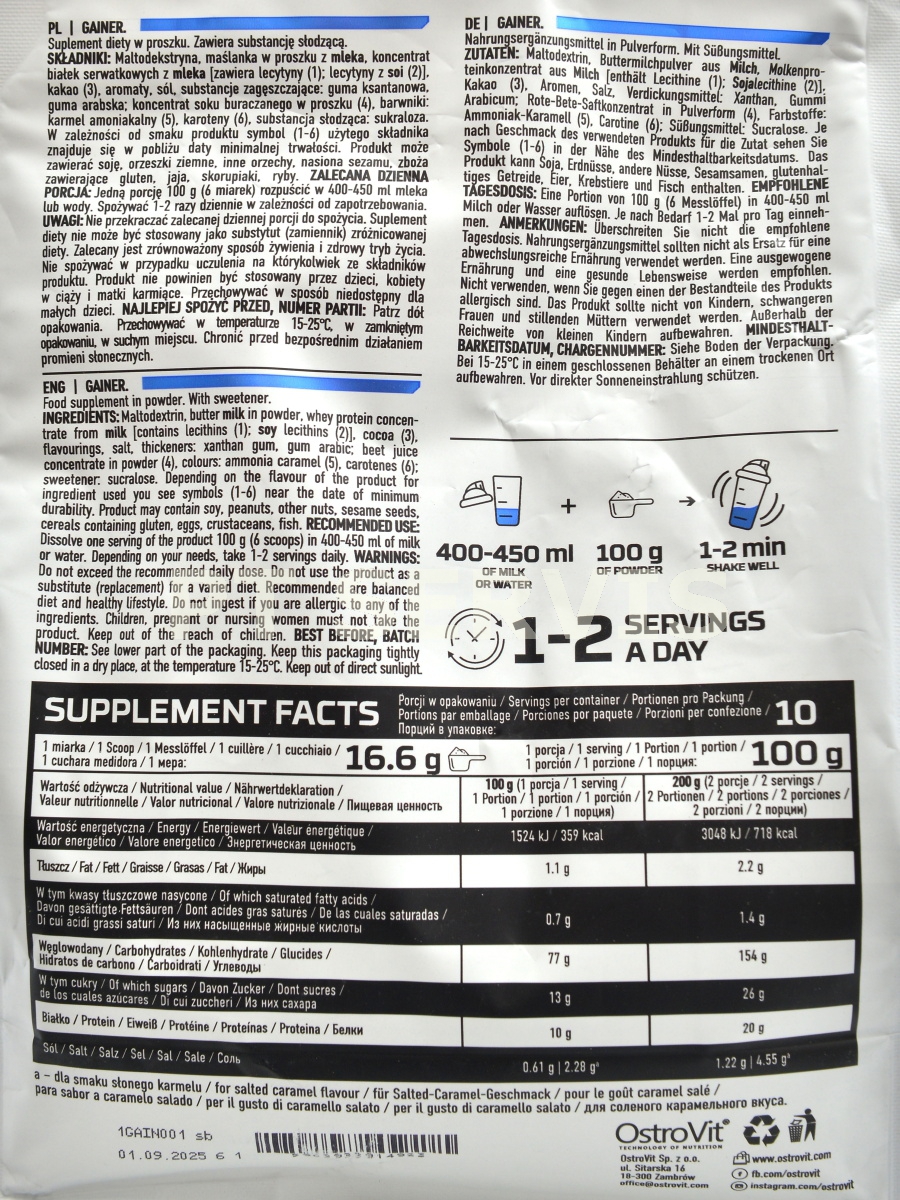 PL | GAINER.
Suplement diety w proszku. Zawiera substancję słodzącą.
SKŁADNIKI: Maltodekstryna, maślanka w proszku z mleka, koncentrat
białek serwatkowych z mleka [zawiera lecytyny (1); lecytyny z soi (2)],
kakao (3), aromaty, sól, substancje zagęszczające: guma ksantanowa,
guma arabska; koncentrat soku buraczanego w proszku (4), barwniki:
karmel amoniakalny (5), karoteny (6), substancja słodząca: sukraloza.
W zależności od smaku produktu symbol (1-6) użytego składnika
znajduje się w pobliżu daty minimalnej trwałości. Produkt może
zawierać soję, orzeszki ziemne, inne orzechy, nasiona sezamu, zboża
zawierające gluten, jaja, skorupiaki, ryby. ZALECANA DZIENNA
PORCJA: Jedną porcję 100 g (6 miarek) rozpuścić w 400-450 ml mleka
lub wody. Spożywać 1-2 razy dziennie w zależności od zapotrzebowania.
UWAGI: Nie przekraczać zalecanej dziennej porcji do spożycia. Suplement
diety nie może być stosowany jako substytut (zamiennik) zróżnicowanej
diety. Zalecany jest zrównoważony sposób żywienia i zdrowy tryb życia.
Nie spożywać w przypadku uczulenia na którykolwiek ze składników
produktu. Produkt nie powinien być stosowany przez dzieci, kobiety
w ciąży i matki karmiące. Przechowywać w sposób niedostępny dla
małych dzieci. NAJLEPIEJ SPOŻYĆ PRZED, NUMER PARTII: Patrz dół
opakowania. Przechowywać w temperaturze 15-25°C, w zamkniętym
opakowaniu, w suchym miejscu. Chronić przed bezpośrednim działaniem
promieni słonecznych.
ENG | GAINER.
Food supplement in powder. With sweetener.
INGREDIENTS: Maltodextrin, butter milk in powder, whey protein concen-
trate from milk [contains lecithins (1); soy lecithins (2)], cocoa (3),
flavourings, salt, thickeners: xanthan gum, gum arabic; beet juice
concentrate in powder (4), colours: ammonia caramel (5), carotenes (6);
sweetener: sucralose. Depending on the flavour of the product for
ingredient used you see symbols (1-6) near the date of minimum
durability. Product may contain soy, peanuts, other nuts, sesame seeds,
cereals containing gluten, eggs, crustaceans, fish. RECOMMENDED USE:
Dissolve one serving of the product 100 g (6 scoops) in 400-450 ml of milk
or water. Depending on your needs, take 1-2 servings daily. WARNINGS:
Do not exceed the recommended daily dose. Do not use the product as a
substitute (replacement) for a varied diet. Recommended are balanced
diet and healthy lifestyle. Do not ingest if you are allergic to any of the
ingredients. Children, pregnant or nursing women must not take the
product. Keep out of the reach of children. BEST BEFORE, BATCH
NUMBER: See lower part of the packaging. Keep this packaging tightly
closed in a dry place, at the temperature 15-25°C. Keep out of direct sunlight.
DE | GAINER.
Nahrungsergänzungsmittel in Pulverform. Mit Süßungsmittel.
ZUTATEN: Maltodextrin, Buttermilchpulver aus Milch, Molkenpro-
teinkonzentrat aus Milch [enthält Lecithine (1); Sojalecithine (2)],
Kakao (3), Aromen, Salz, Verdickungsmittel: Xanthan, Gummi
Arabicum; Rote-Bete-Saftkonzentrat in Pulverform (4), Farbstoffe:
Ammoniak-Karamell (5), Carotine (6); Süßungsmittel: Sucralose. Je
nach Geschmack des verwendeten Produkts für die Zutat sehen Sie
Symbole (1-6) in der Nähe des Mindesthaltbarkeitsdatums. Das
Produkt kann Soja, Erdnüsse, andere Nüsse, Sesamsamen, glutenhal-
tiges Getreide, Eier, Krebstiere und Fisch enthalten. EMPFOHLENE
TAGESDOSIS: Eine Portion von 100 g (6 Messlöffel) in 400-450 ml
Milch oder Wasser auflösen. Je nach Bedarf 1-2 Mal pro Tag einneh-
men. ANMERKUNGEN: Überschreiten Sie nicht die empfohlene
Tagesdosis. Nahrungsergänzungsmittel sollten nicht als Ersatz für eine
abwechslungsreiche Ernährung verwendet werden. Eine ausgewogene
Ernährung und eine gesunde Lebensweise werden empfohlen.
Nicht verwenden, wenn Sie gegen einen der Bestandteile des Produkts
allergisch sind. Das Produkt sollte nicht von Kindern, schwangeren
Frauen und stillenden Müttern verwendet werden. Außerhalb der
Reichweite von kleinen Kindern aufbewahren. MINDESTHALT-
BARKEITSDATUM, CHARGENNUMMER: Siehe Boden der Verpackung.
Bei 15-25°C in einem geschlossenen Behälter an einem trockenen Ort
aufbewahren. Vor direkter Sonneneinstrahlung schützen.
+
400-450 ml 100 g 1-2 min
OF MILK OF POWDER SHAKE WELL
OR WATER
1-2 SERVINGS
A DAY
SUPPLEMENT FACTS
Porcji w opakowaniu / Servings per container / Portionen pro Packung /
Portions par emballage / Porciones por paquete / Porzioni per confezione /
Порций в упаковке:
10
1 miarka / 1 Scoop / 1 Messlöffel / 1 cuillère / 1 cucchiaio /
1 cuchara medidora / 1 мера:
16.6 g
1 porcja / 1 serving / 1 Portion / 1 portion /
1 porción / 1 porzione / 1 порция:
100 g
Wartość odżywcza / Nutritional value / Nährwertdeklaration /
Valeur nutritionnelle / Valor nutricional / Valore nutrizionale / Пищевая ценность
100 g (1 porcja / 1 serving /
1 Portion / 1 portion / 1 porción /
1 porzione / 1 порция)
200 g (2 porcje / 2 servings /
2 Portionen / 2 portions / 2 porciones /
2 porzioni / 2 порции)
Wartość energetyczna / Energy / Energiewert / Valeur énergétique /
Valor energético / Valore energetico / Энергетическая ценность
1524 kJ / 359 kcal
3048 kJ / 718 kcal
Tłuszcz / Fat / Fett / Graisse / Grasas / Fat / Жиры
1.1 g
2.2 g
W tym kwasy tłuszczowe nasycone / Of which saturated fatty acids /
Davon gesättigte Fettsäuren / Dont acides gras saturés / De las cuales saturadas /
Di cui acidi grassi saturi / Из них насыщенные жирные кислоты
0.7 g
1.4 g
Węglowodany / Carbohydrates / Kohlenhydrate / Glucides /
Hidratos de carbono / Carboidrati / Углеводы
77 g
154 g
W tym cukry / Of which sugars / Davon Zucker / Dont sucres /
de los cuales azúcares / Di cui zuccheri / Из них сахара
13 g
26 g
Białko / Protein / Eiweiß / Protéine / Proteínas / Proteina / Белки
10 g
20 g
Sól / Salt / Salz / Sel / Sal / Sale / Соль
0.61 g | 2.28 gᵃ
1.22 g | 4.55 gᵃ
a – dla smaku słonego karmelu / for salted caramel flavour / für Salted-Caramel-Geschmack / pour le goût caramel salé /
para sabor a caramelo salado / per il gusto di caramello salato / per il gusto di caramello salato / для соленого карамельного вкуса.
1GAIN001 sb
01.09.2025 6 1
OstroVit®
TECHNOLOGY OF NUTRITION
OstroVit Sp. z o.o.
ul. Sitarska 16
18-300 Zambrów
office@ostrovit.com
www.ostrovit.com
fb.com/ostrovit
instagram.com/ostrovit